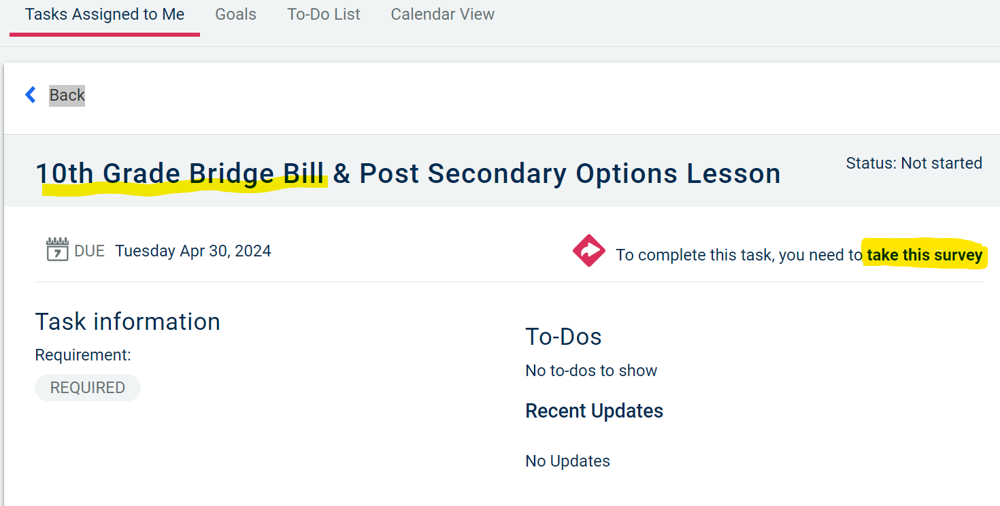 Tasks Assigned to Me Goals To-Do List Calendar View
Back
10th Grade Bridge Bill & Post Secondary Options Lesson
Status: Not started
7 DUE Tuesday Apr 30, 2024
To complete this task, you need to take this survey
Task information
Requirement:
REQUIRED
To-Dos
No to-dos to show
Recent Updates
No Updates